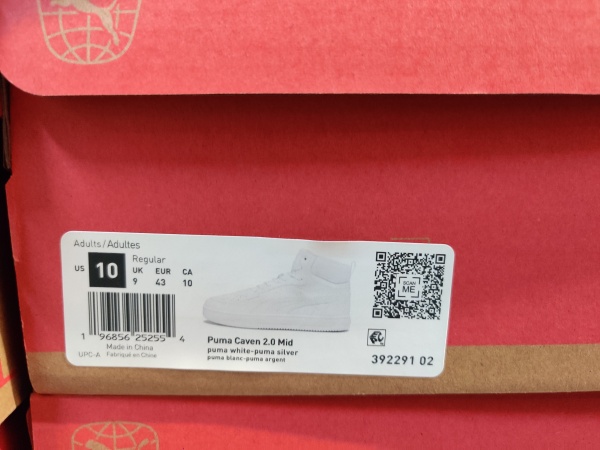 Adults/Adultes
Regular
US 10 UK EUR CA
9 43 10
1 96856 25255 4
Made in China
UPC-A Fabriqué en China
SCAN
ME
Puma Caven 2.0 Mid
puma white-puma silver
puma blanc-puma argent
392291 02